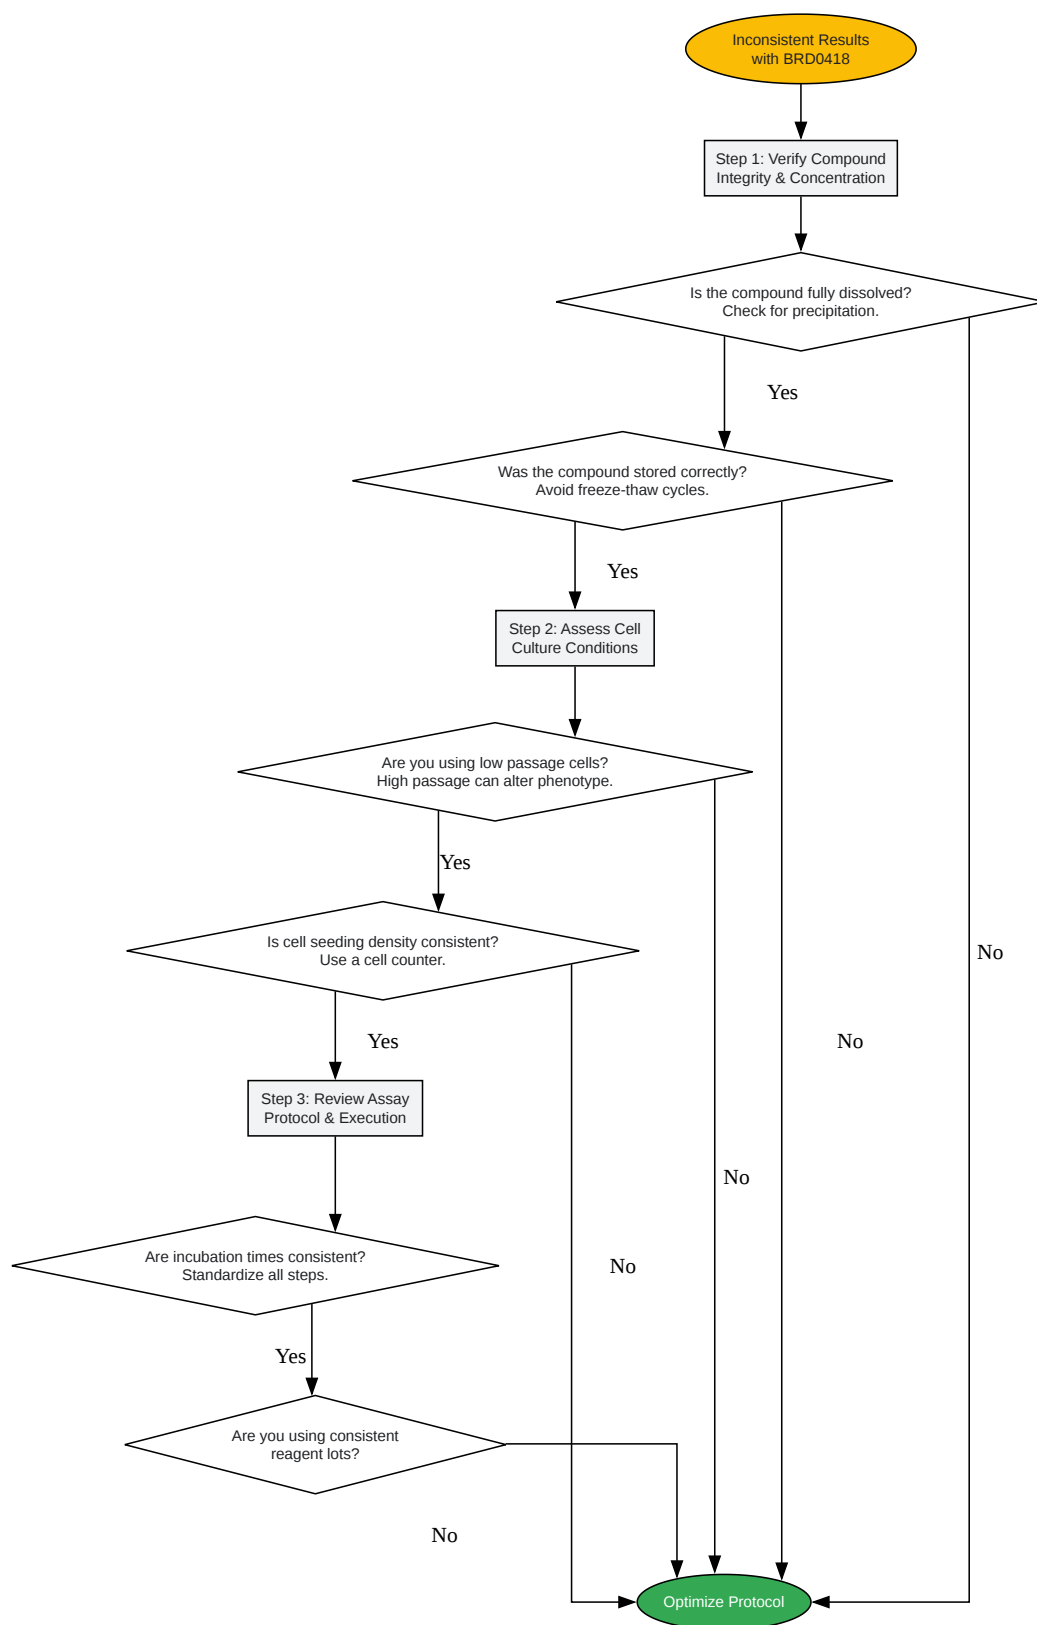 Inconsistent Results
with BRD0418
Step 1: Verify Compound
Integrity & Concentration
Is the compound fully dissolved?
Check for precipitation.
Yes
Was the compound stored correctly?
Avoid freeze-thaw cycles.
Yes
Step 2: Assess Cell
Culture Conditions
Are you using low passage cells?
High passage can alter phenotype.
Yes
Is cell seeding density consistent?
Use a cell counter.
No
Yes
No
Step 3: Review Assay
Protocol & Execution
No
Are incubation times consistent?
Standardize all steps.
No
Yes
Are you using consistent
reagent lots?
No
Optimize Protocol